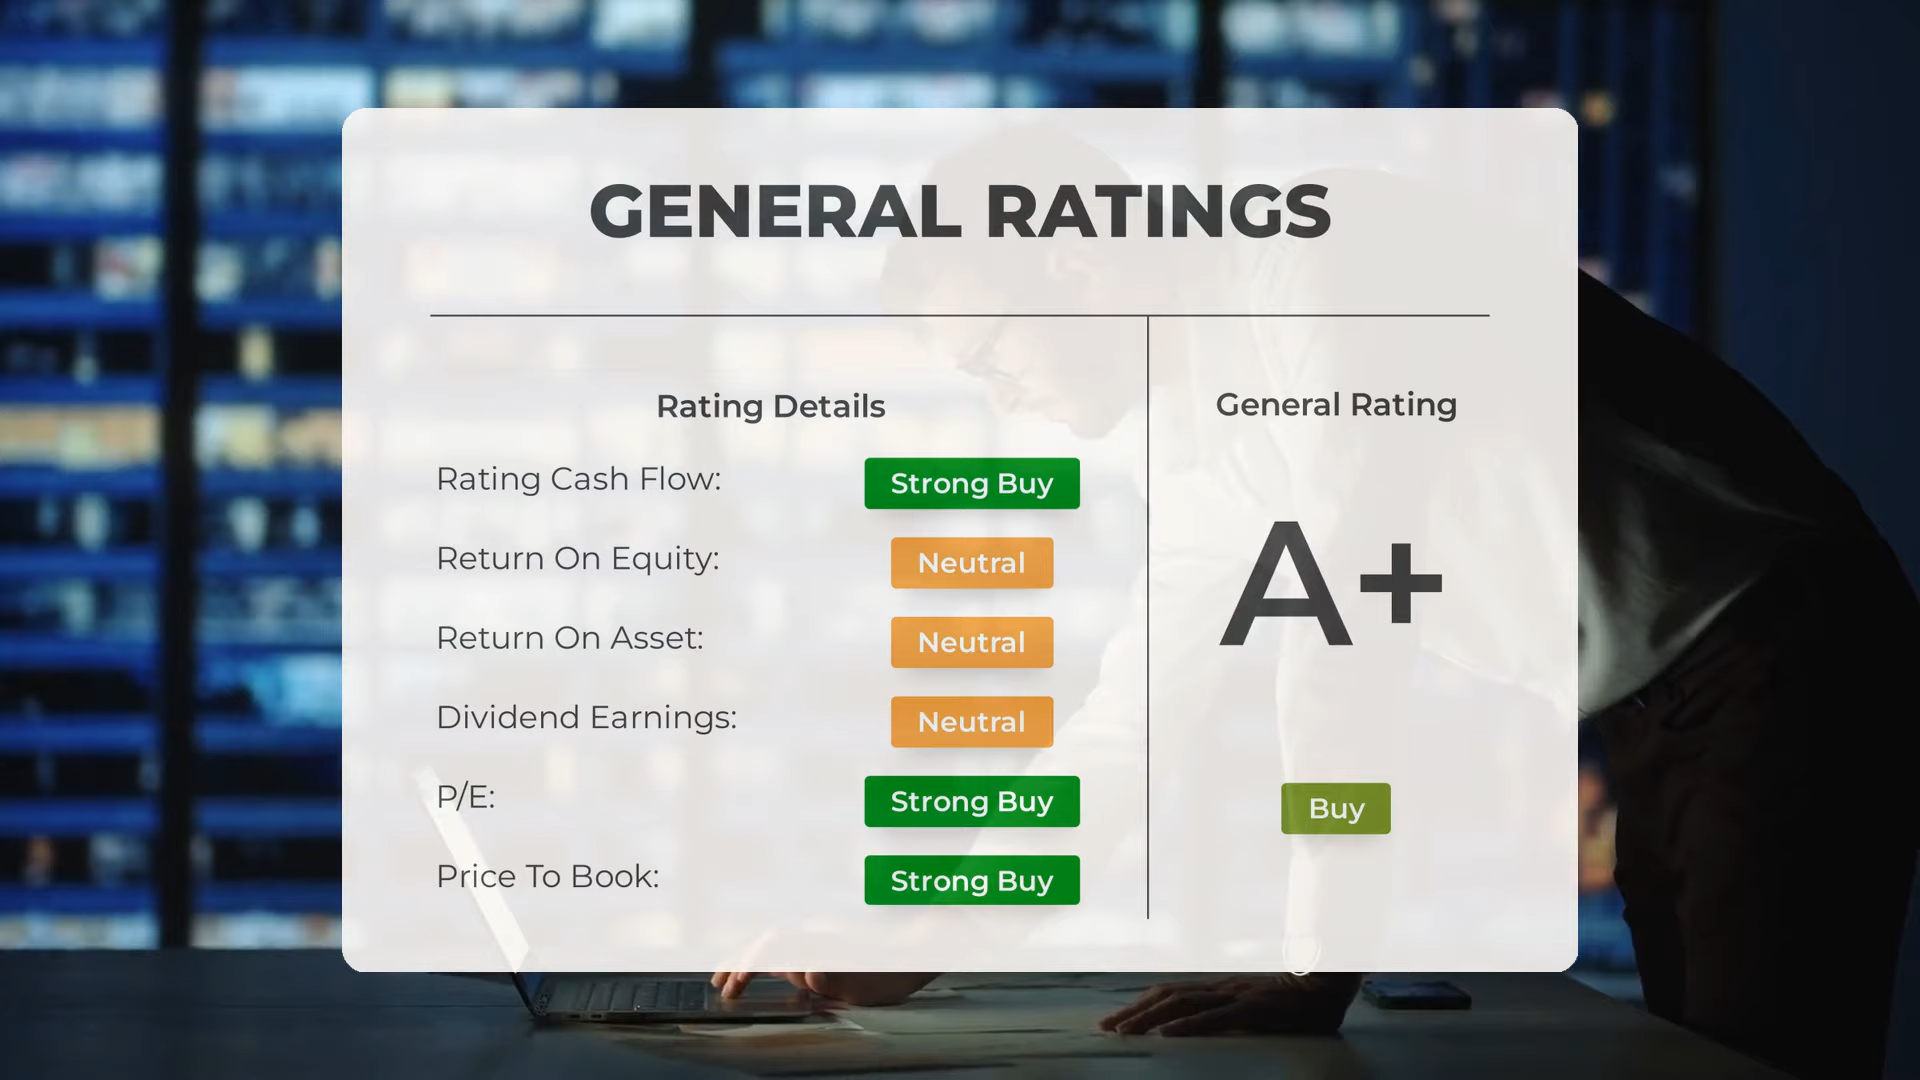 GENERAL RATINGS
Rating Details
Rating Cash Flow: Strong Buy
Return On Equity: Neutral
Return On Asset: Neutral
Dividend Earnings: Neutral
P/E: Strong Buy
Price To Book: Strong Buy
General Rating
A+
Buy